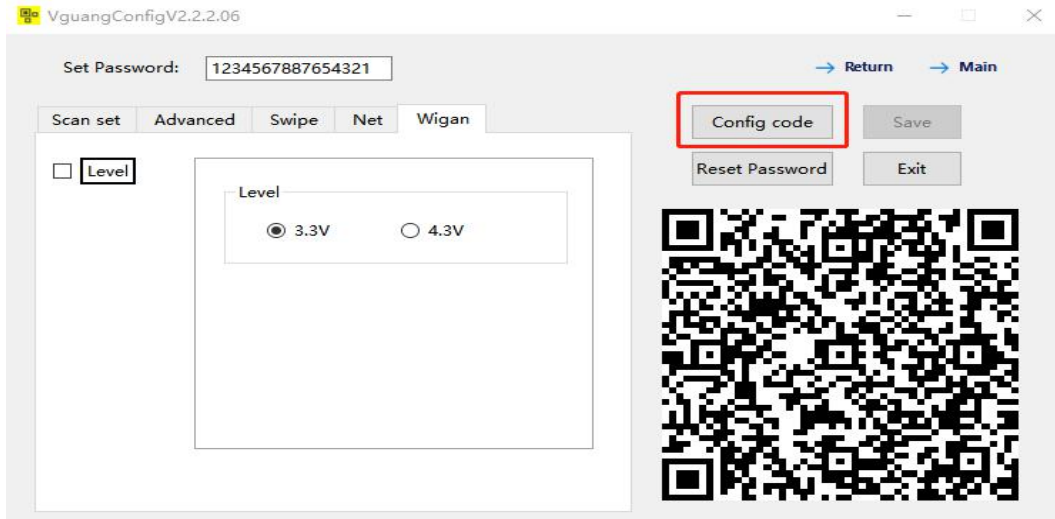 VguangConfigV2.2.2.06
Set Password: 1234567887654321
Return Main
Scan set Advanced Swipe Net Wigan
Config code Save
Level
Reset Password Exit
Level
3.3V 4.3V